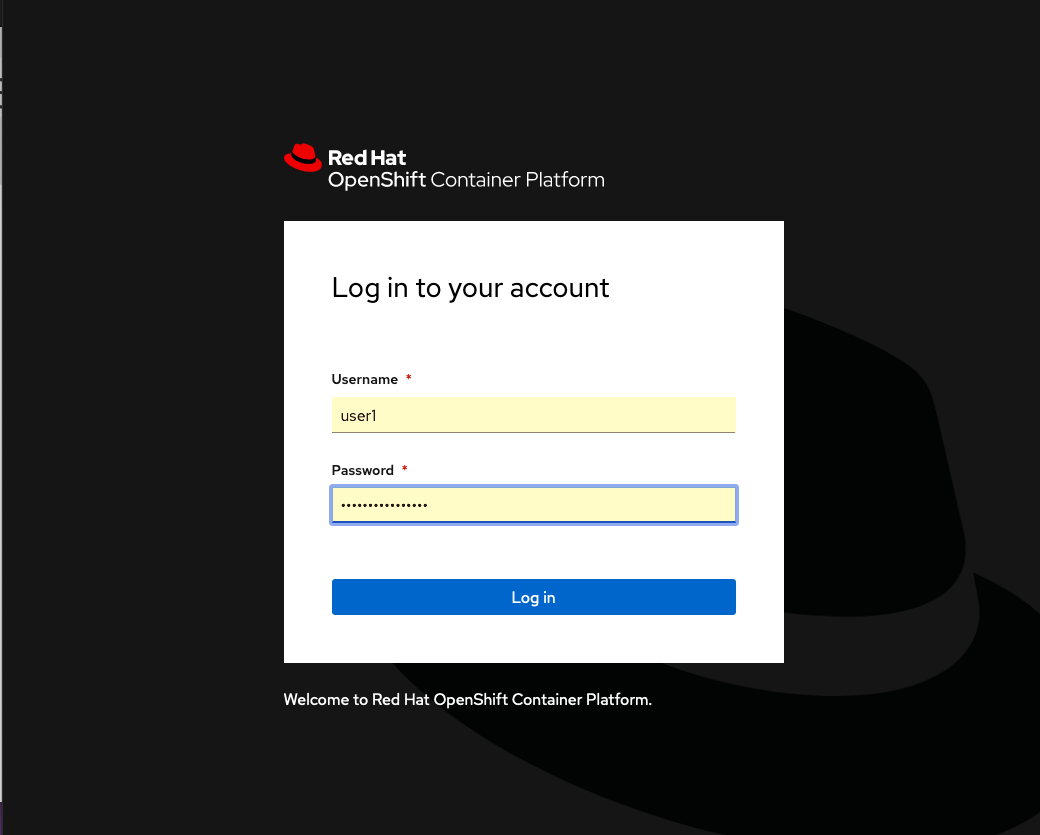 Red Hat
OpenShift Container Platform
Log in to your account
Username *
user1
Password *
••••••••••••••••
Log in
Welcome to Red Hat OpenShift Container Platform.